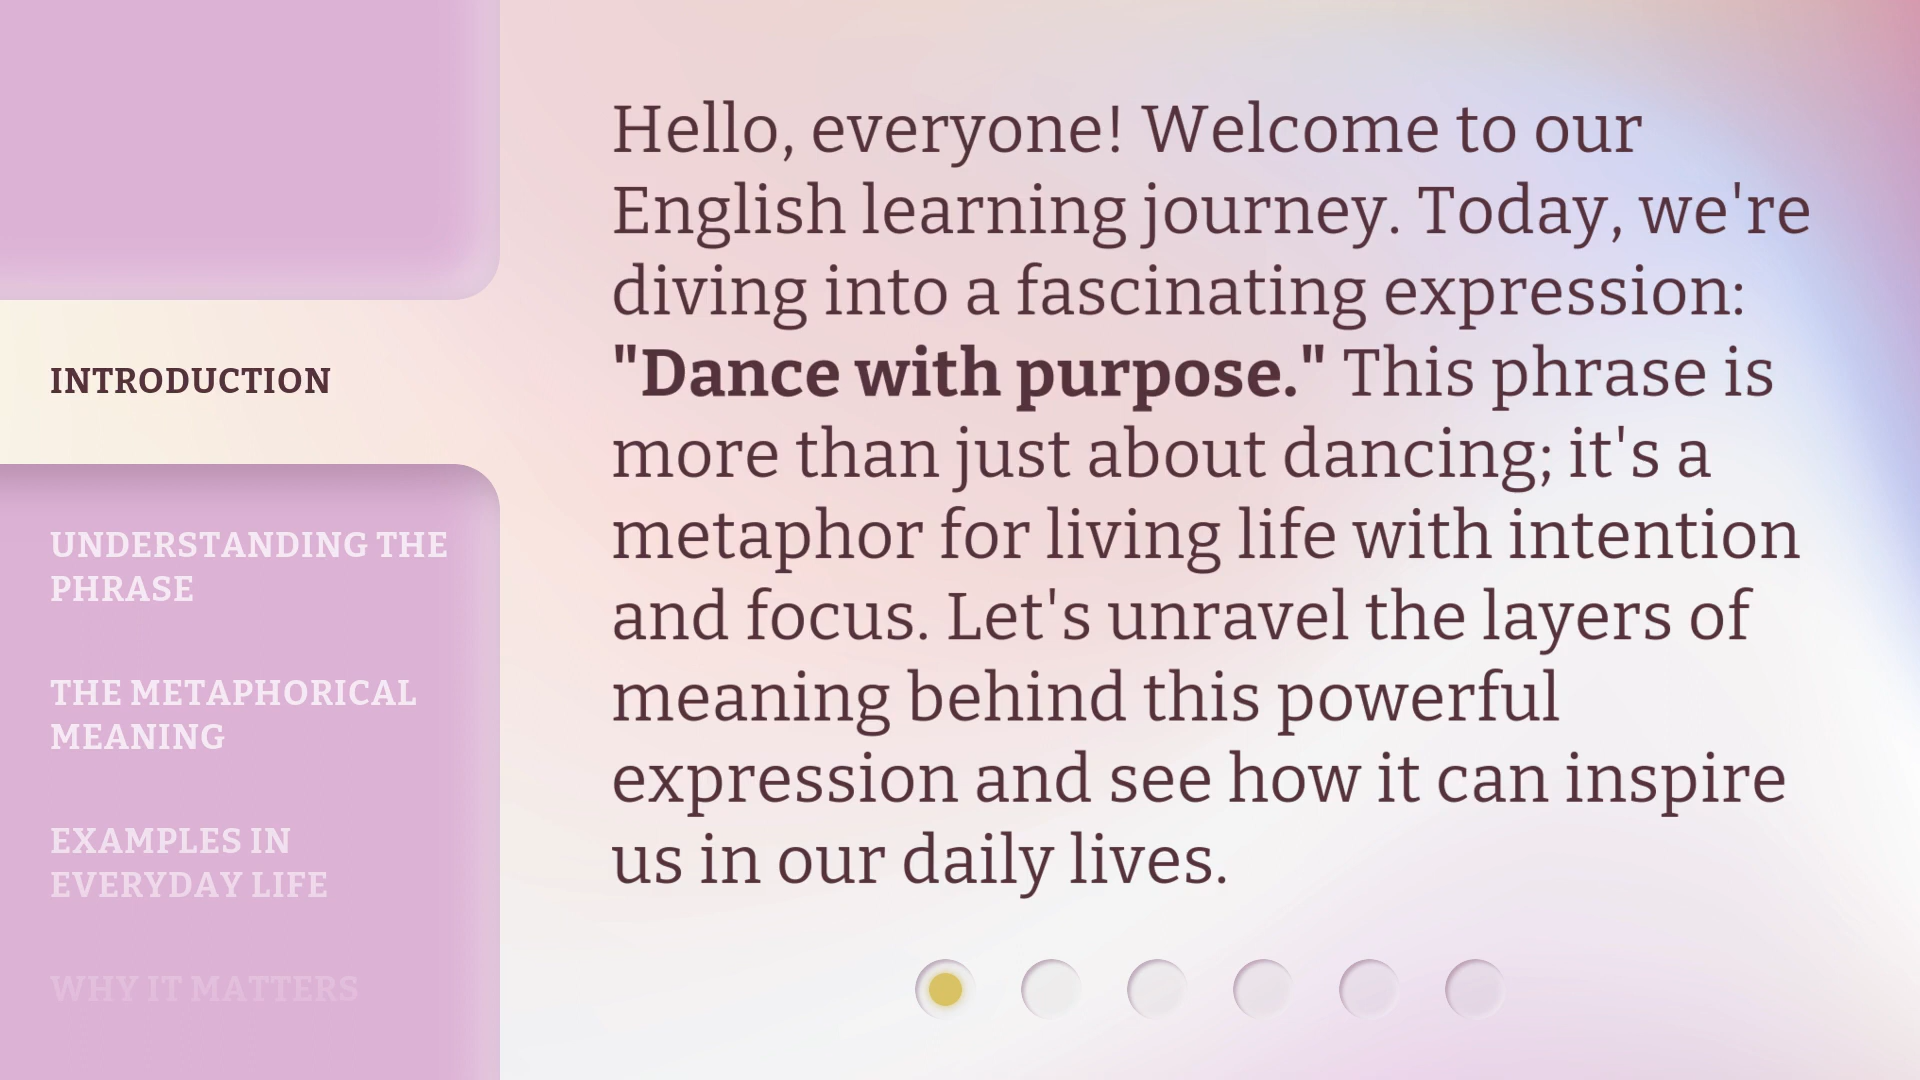 INTRODUCTION
UNDERSTANDING THE
PHRASE
THE METAPHORICAL
MEANING
EXAMPLES IN
EVERYDAY LIFE
WHY IT MATTERS
Hello, everyone! Welcome to our
English learning journey. Today, we're
diving into a fascinating expression:
"Dance with purpose." This phrase is
more than just about dancing; it's a
metaphor for living life with intention
and focus. Let's unravel the layers of
meaning behind this powerful
expression and see how it can inspire
us in our daily lives.